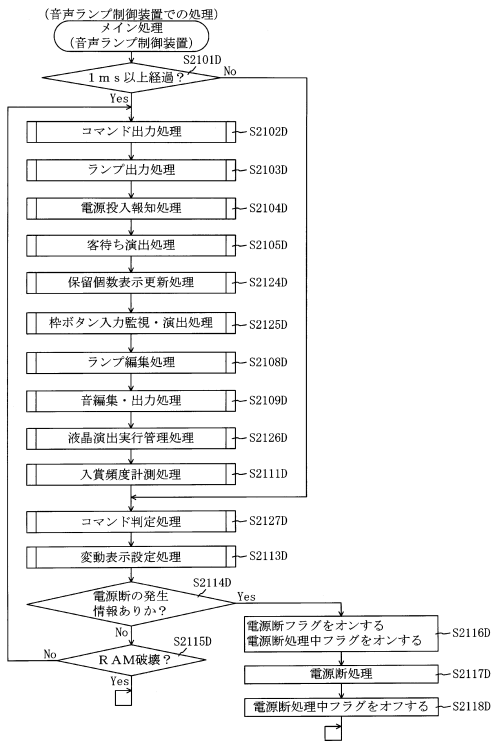 (音声ランプ制御装置での処理)
メイン処理
(音声ランプ制御装置)
S2101D
1ms以上経過?
No
Yes
コマンド出力処理
S2102D
ランプ出力処理
S2103D
電源投入報知処理
S2104D
客待ち演出処理
S2105D
保留個数表示更新処理
S2124D
枠ボタン入力監視・演出処理
S2125D
ランプ編集処理
S2108D
音編集・出力処理
S2109D
液晶演出実行管理処理
S2126D
入賞頻度計測処理
S2111D
コマンド判定処理
S2127D
変動表示設定処理
S2113D
S2114D
電源断の発生
情報ありか?
Yes
No
電源断フラグをオンする
電源断処理中フラグをオンする
S2116D
S2115D
No
RAM破壊?
Yes
電源断処理
S2117D
電源断処理中フラグをオフする
S2118D